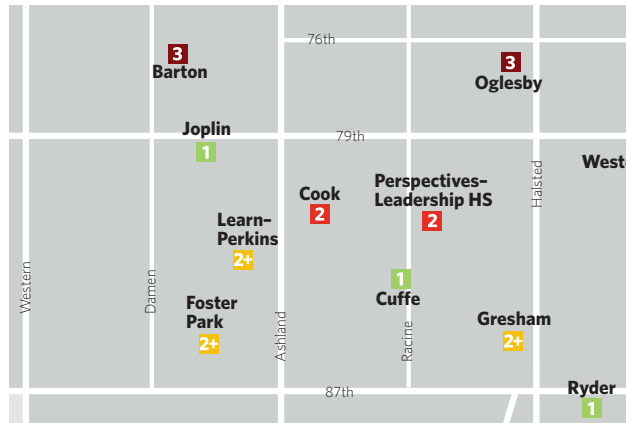 76th
3
Barton
3
Oglesby
Joplin
1
79th
West
Perspectives–
Leadership HS
2
Cook
2
Halsted
Learn–
Perkins
2+
Western
Damen
1
Cuffe
Foster
Park
2+
Ashland
Racine
Gresham
2+
87th
Ryder
1